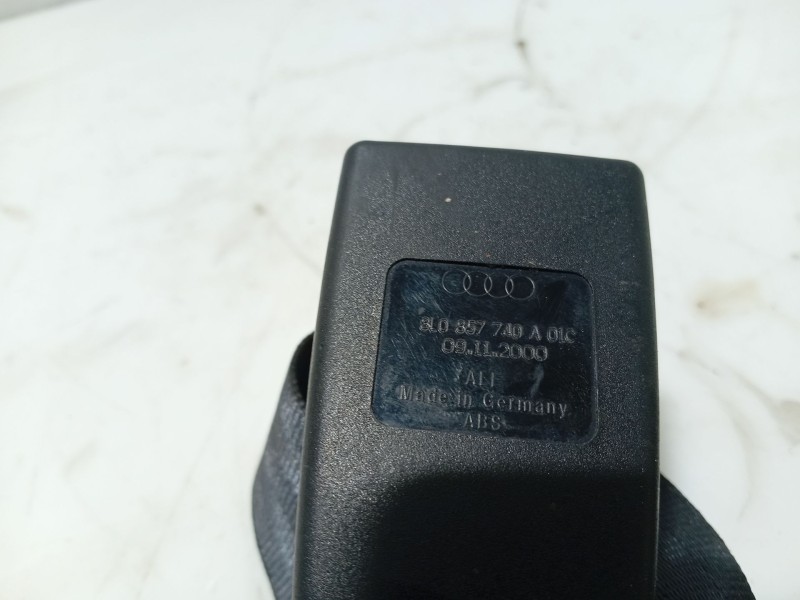 8L0 857 740 A 01C
09.11.2000
Made in Germany
ABS